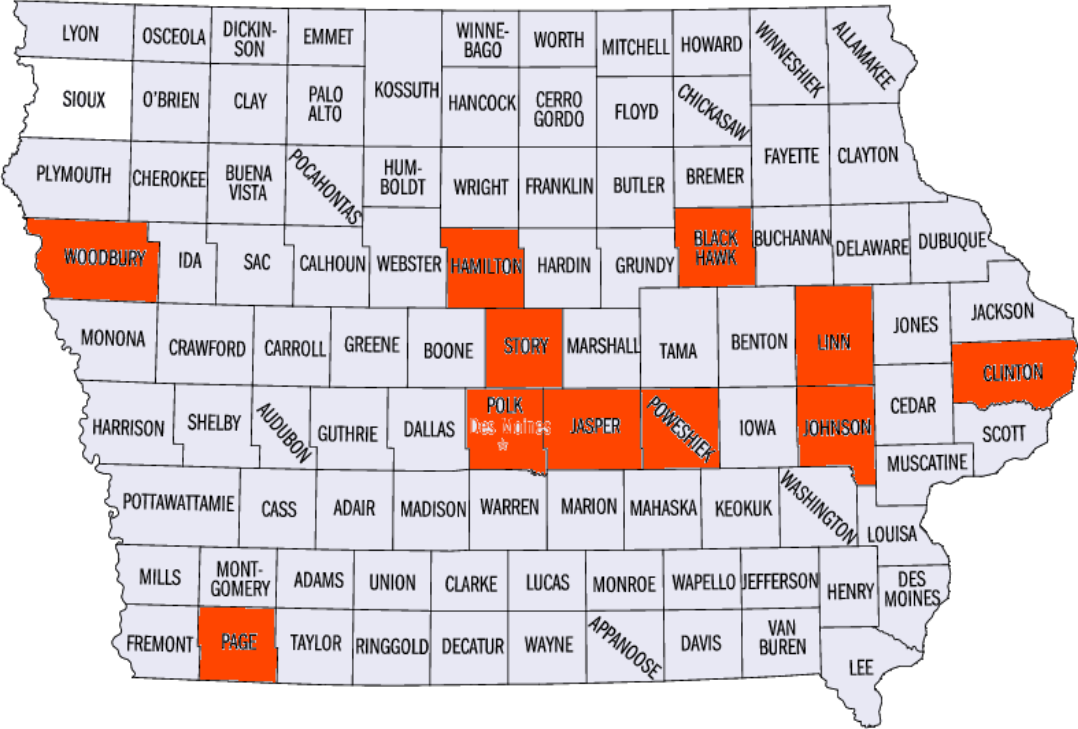 LYON
OSCEOLA
DICKIN-
SON
EMMET
WINNE-
BAGO
WORTH
MITCHELL
HOWARD
WINNESHIEK
ALLAMAKEE
SIOUX
O'BRIEN
CLAY
PALO
ALTO
KOSSUTH
HANCOCK
CERRO
GORDO
FLOYD
CHICKASAW
PLYMOUTH
CHEROKEE
BUENA
VISTA
POCAHONTAS
HUM-
BOLDT
WRIGHT
FRANKLIN
BUTLER
BREMER
FAYETTE
CLAYTON
WOODBURY
IDA
SAC
CALHOUN
WEBSTER
HAMILTON
HARDIN
GRUNDY
BLACK
HAWK
BUCHANAN
DELAWARE
DUBUQUE
MONONA
CRAWFORD
CARROLL
GREENE
BOONE
STORY
MARSHALL
TAMA
BENTON
LINN
JONES
JACKSON
CLINTON
HARRISON
SHELBY
AUDUBON
GUTHRIE
DALLAS
POLK
Des Moines
JASPER
POWESHIEK
IOWA
JOHNSON
CEDAR
SCOTT
MUSCATINE
POTTAWATTAMIE
CASS
ADAIR
MADISON
WARREN
MARION
MAHASKA
KEOKUK
WASHINGTON
LOUISA
MILLS
MONT-
GOMERY
ADAMS
UNION
CLARKE
LUCAS
MONROE
WAPELLO
JEFFERSON
HENRY
DES
MOINES
FREMONT
PAGE
TAYLOR
RINGGOLD
DECATUR
WAYNE
APPANOOSE
DAVIS
VAN
BUREN
LEE